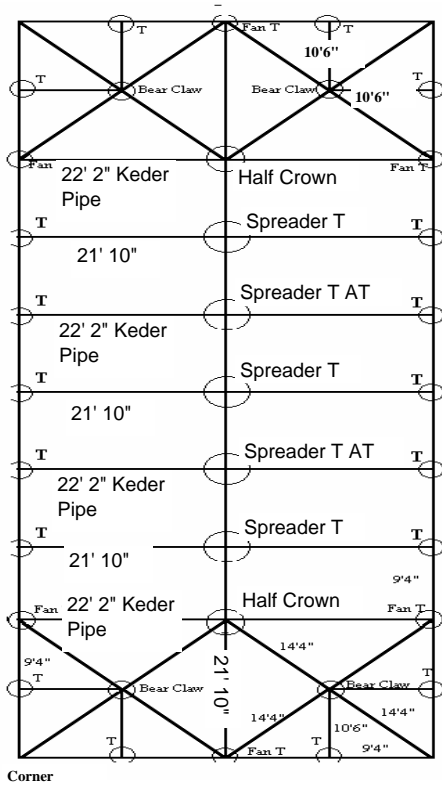 T Fan T
10'6"
T Bear Claw Bear Claw
10'6"
Fan Fan T
22' 2" Keder
Pipe
Half Crown
T Spreader T T
21' 10"
T Spreader T AT T
22' 2" Keder
Pipe
T Spreader T T
21' 10"
T Spreader T AT T
22' 2" Keder
Pipe
T Spreader T T
21' 10"
9'4"
Fan 22' 2" Keder Half Crown Fan T
Pipe
14'4"
9'4"
21' 10"
T Bear Claw Bear Claw T
14'4" 14'4"
10'6"
T Fan T T 9'4"
Corner